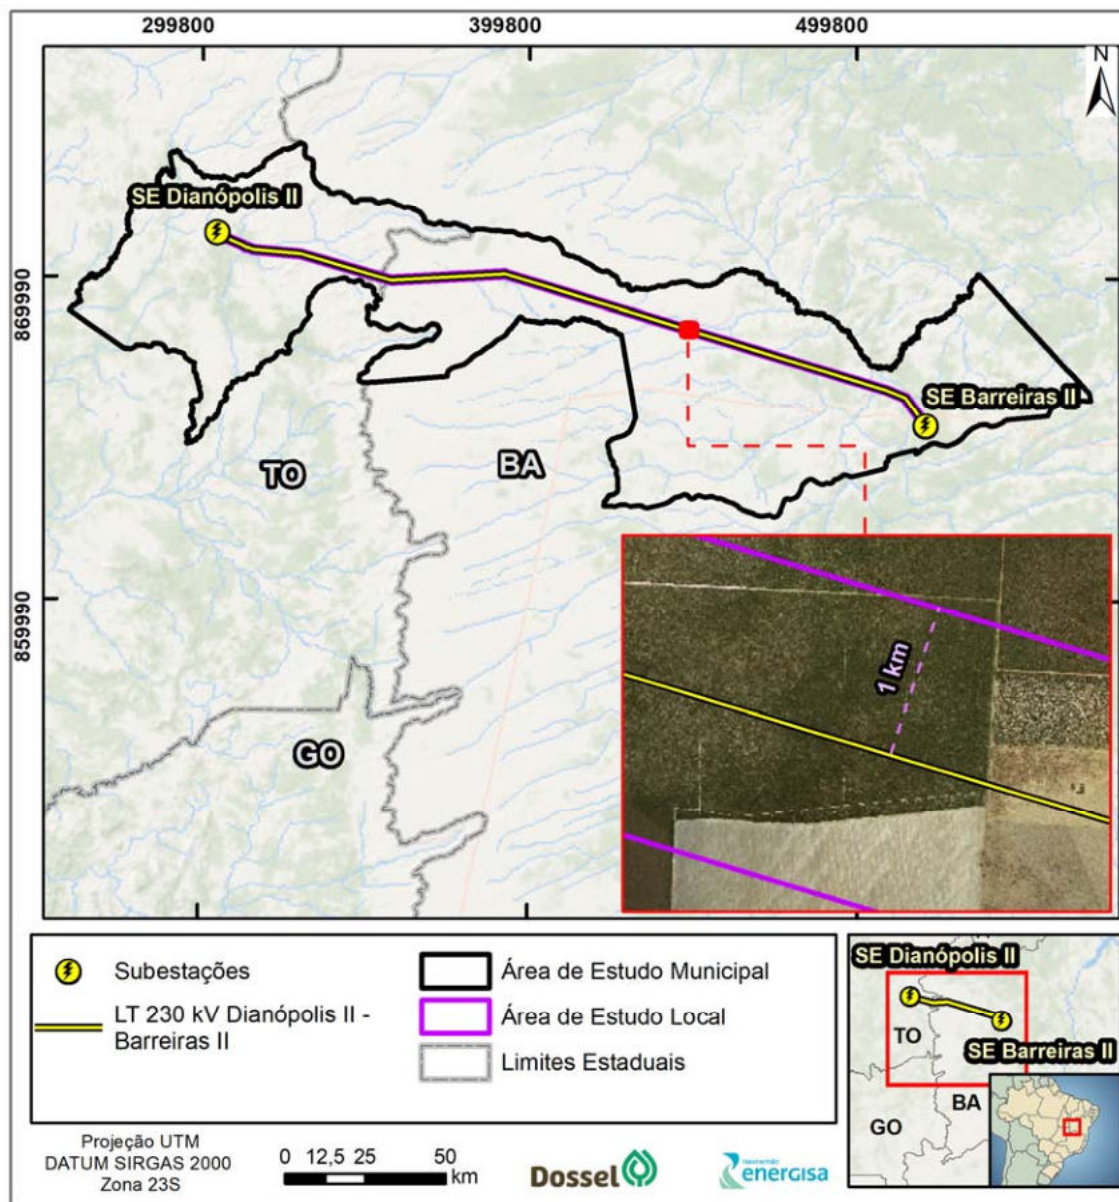 299800 399800 499800
N
SE Dianópolis II
869990
SE Barreiras II
TO
BA
859990
1 km
GO
Subestações
LT 230 kV Dianópolis II -
Barreiras II
Área de Estudo Municipal
Área de Estudo Local
Limites Estaduais
SE Dianópolis II
TO
SE Barreiras II
BA
GO
Projeção UTM
DATUM SIRGAS 2000
Zona 23S
0 12,5 25 50
km
Dossel
energisa